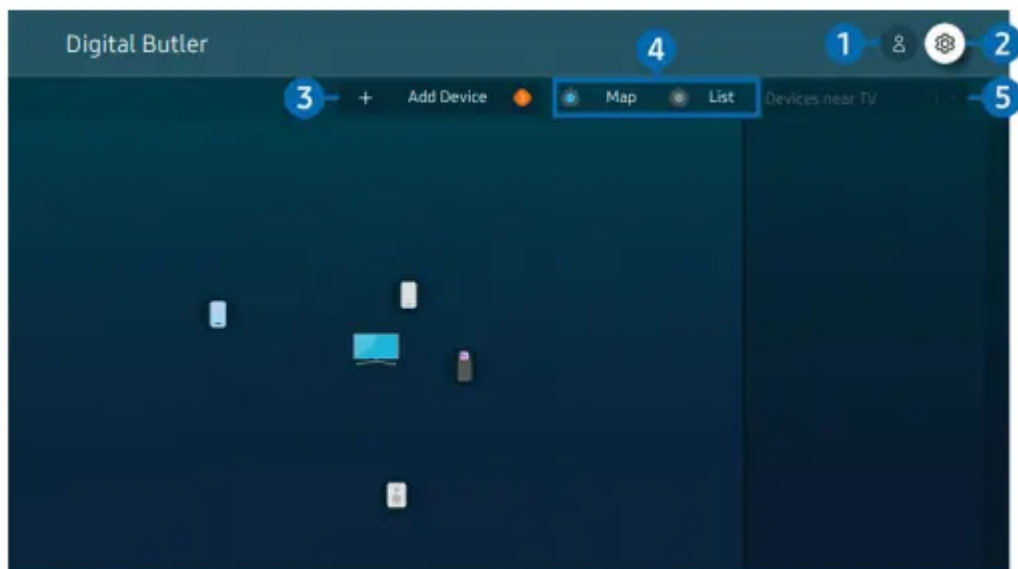 Digital Butler
1
2
3
+ Add Device
4
Map
List
Devices near TV
5